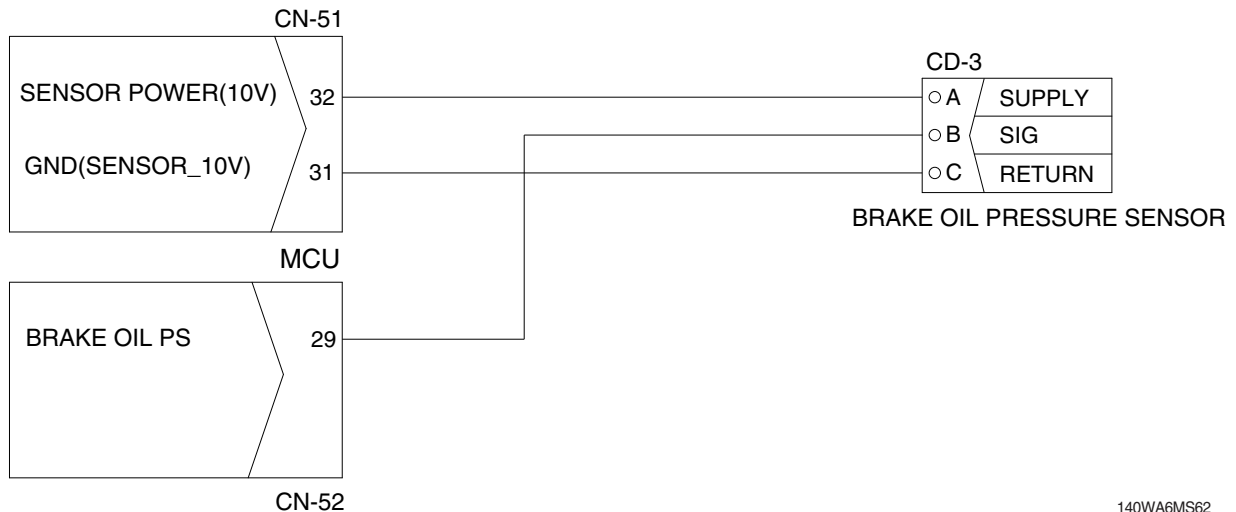 CN-51
SENSOR POWER(10V) 32
GND(SENSOR_10V) 31
MCU
BRAKE OIL PS 29
CN-52
CD-3
A SUPPLY
B SIG
C RETURN
BRAKE OIL PRESSURE SENSOR
140WA6MS62